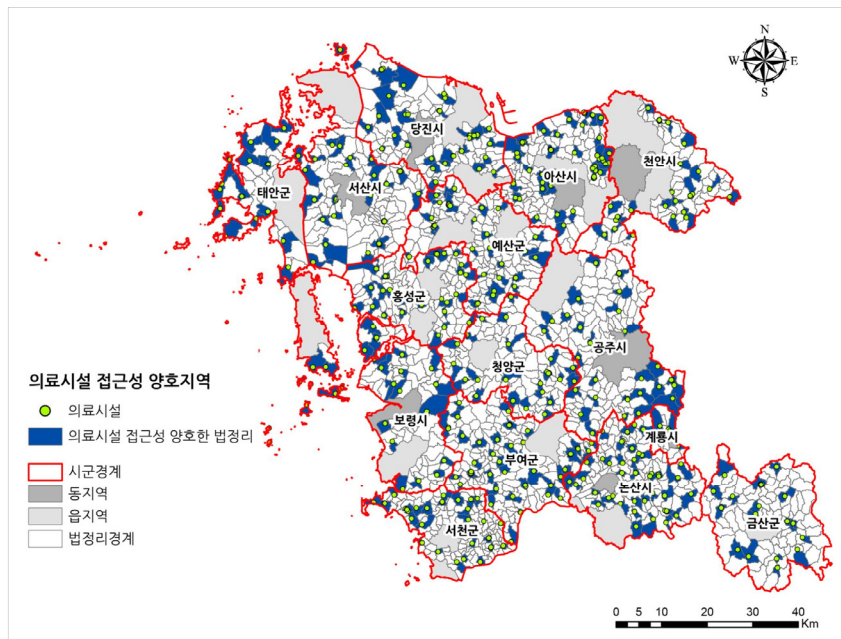 N
W
E
S
당진시
천안시
아산시
서산시
태안군
예산군
홍성군
공주시
청양군
보령시
계룡시
부여군
논산시
서천군
금산군
의료시설 접근성 양호지역
의료시설
의료시설 접근성 양호한 법정리
시군경계
동지역
읍지역
법정리경계
0 5 10 20 30 40
Km